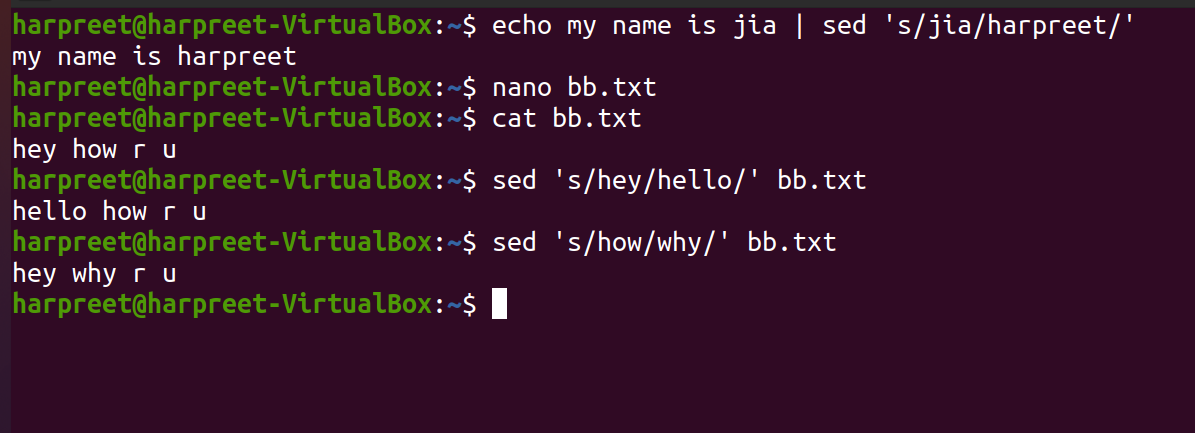 harpreet@harpreet-VirtualBox:~$ echo my name is jia | sed 's/jia/harpreet/'
my name is harpreet
harpreet@harpreet-VirtualBox:~$ nano bb.txt
harpreet@harpreet-VirtualBox:~$ cat bb.txt
hey how r u
harpreet@harpreet-VirtualBox:~$ sed 's/hey/hello/' bb.txt
hello how r u
harpreet@harpreet-VirtualBox:~$ sed 's/how/why/' bb.txt
hey why r u
harpreet@harpreet-VirtualBox:~$